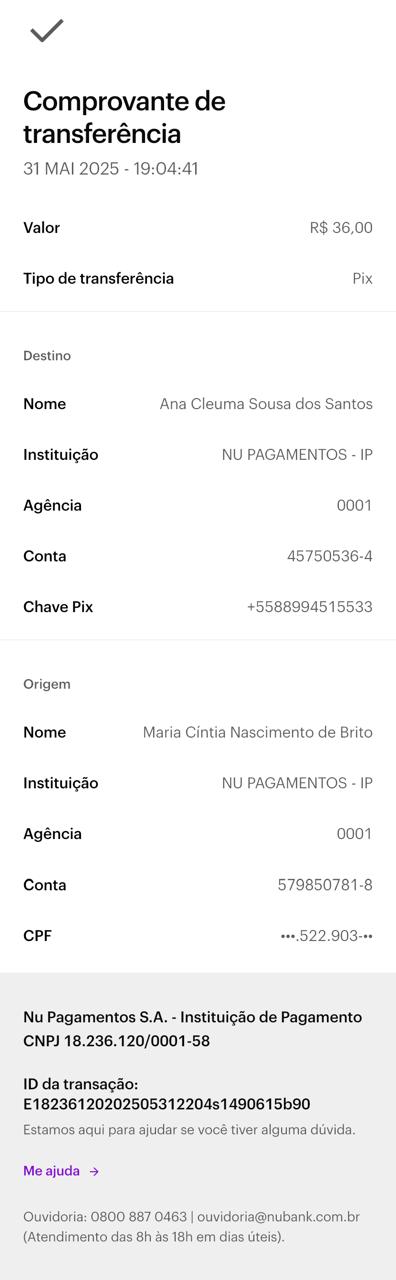 Comprovante de
transferência
31 MAI 2025 - 19:04:41
Valor R$ 36,00
Tipo de transferência Pix
Destino
Nome Ana Cleuma Sousa dos Santos
Instituição NU PAGAMENTOS - IP
Agência 0001
Conta 45750536-4
Chave Pix +5588994515533
Origem
Nome Maria Cíntia Nascimento de Brito
Instituição NU PAGAMENTOS - IP
Agência 0001
Conta 579850781-8
CPF •••.522.903-••
Nu Pagamentos S.A. - Instituição de Pagamento
CNPJ 18.236.120/0001-58
ID da transação:
E18236120202505312204s1490615b90
Estamos aqui para ajudar se você tiver alguma dúvida.
Me ajuda →
Ouvidoria: 0800 887 0463 | ouvidoria@nubank.com.br
(Atendimento das 8h às 18h em dias úteis).